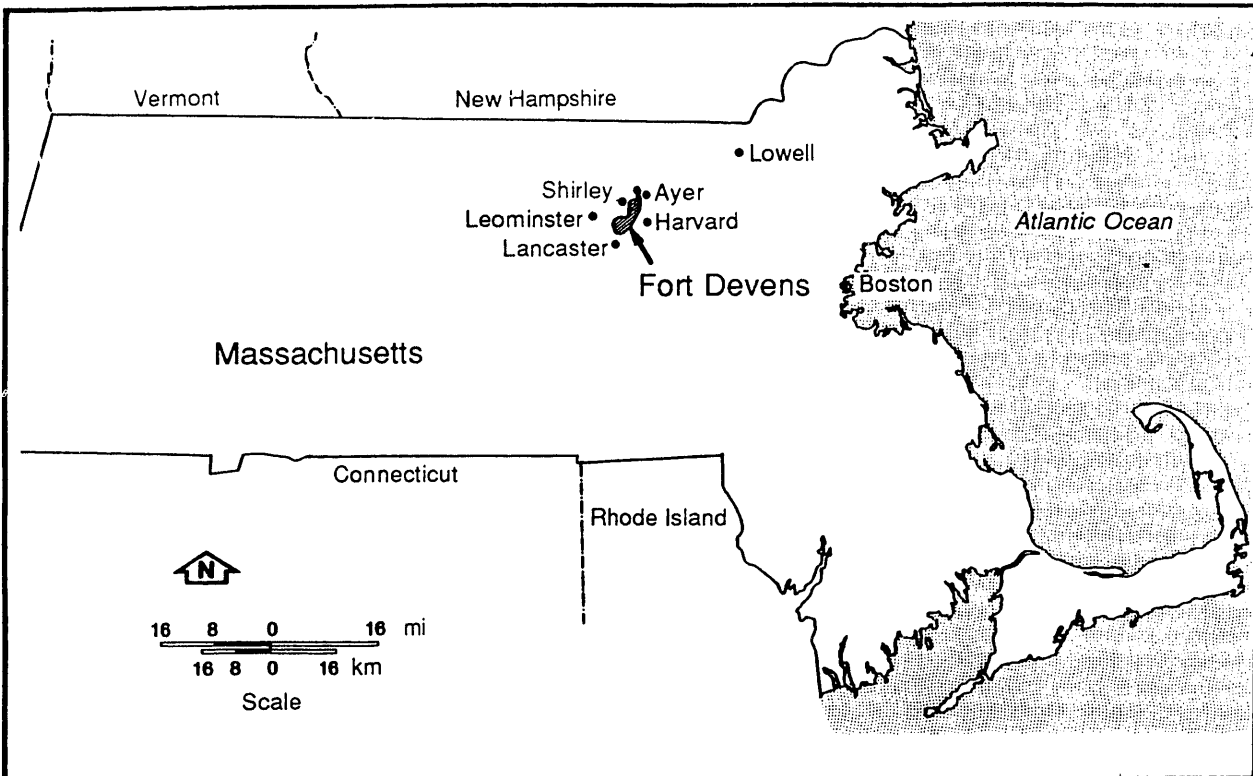 Vermont
New Hampshire
Lowell
Shirley
Ayer
Leominster
Harvard
Lancaster
Atlantic Ocean
Fort Devens
Boston
Massachusetts
Connecticut
Rhode Island
N
16 8 0 16 mi
16 8 0 16 km
Scale